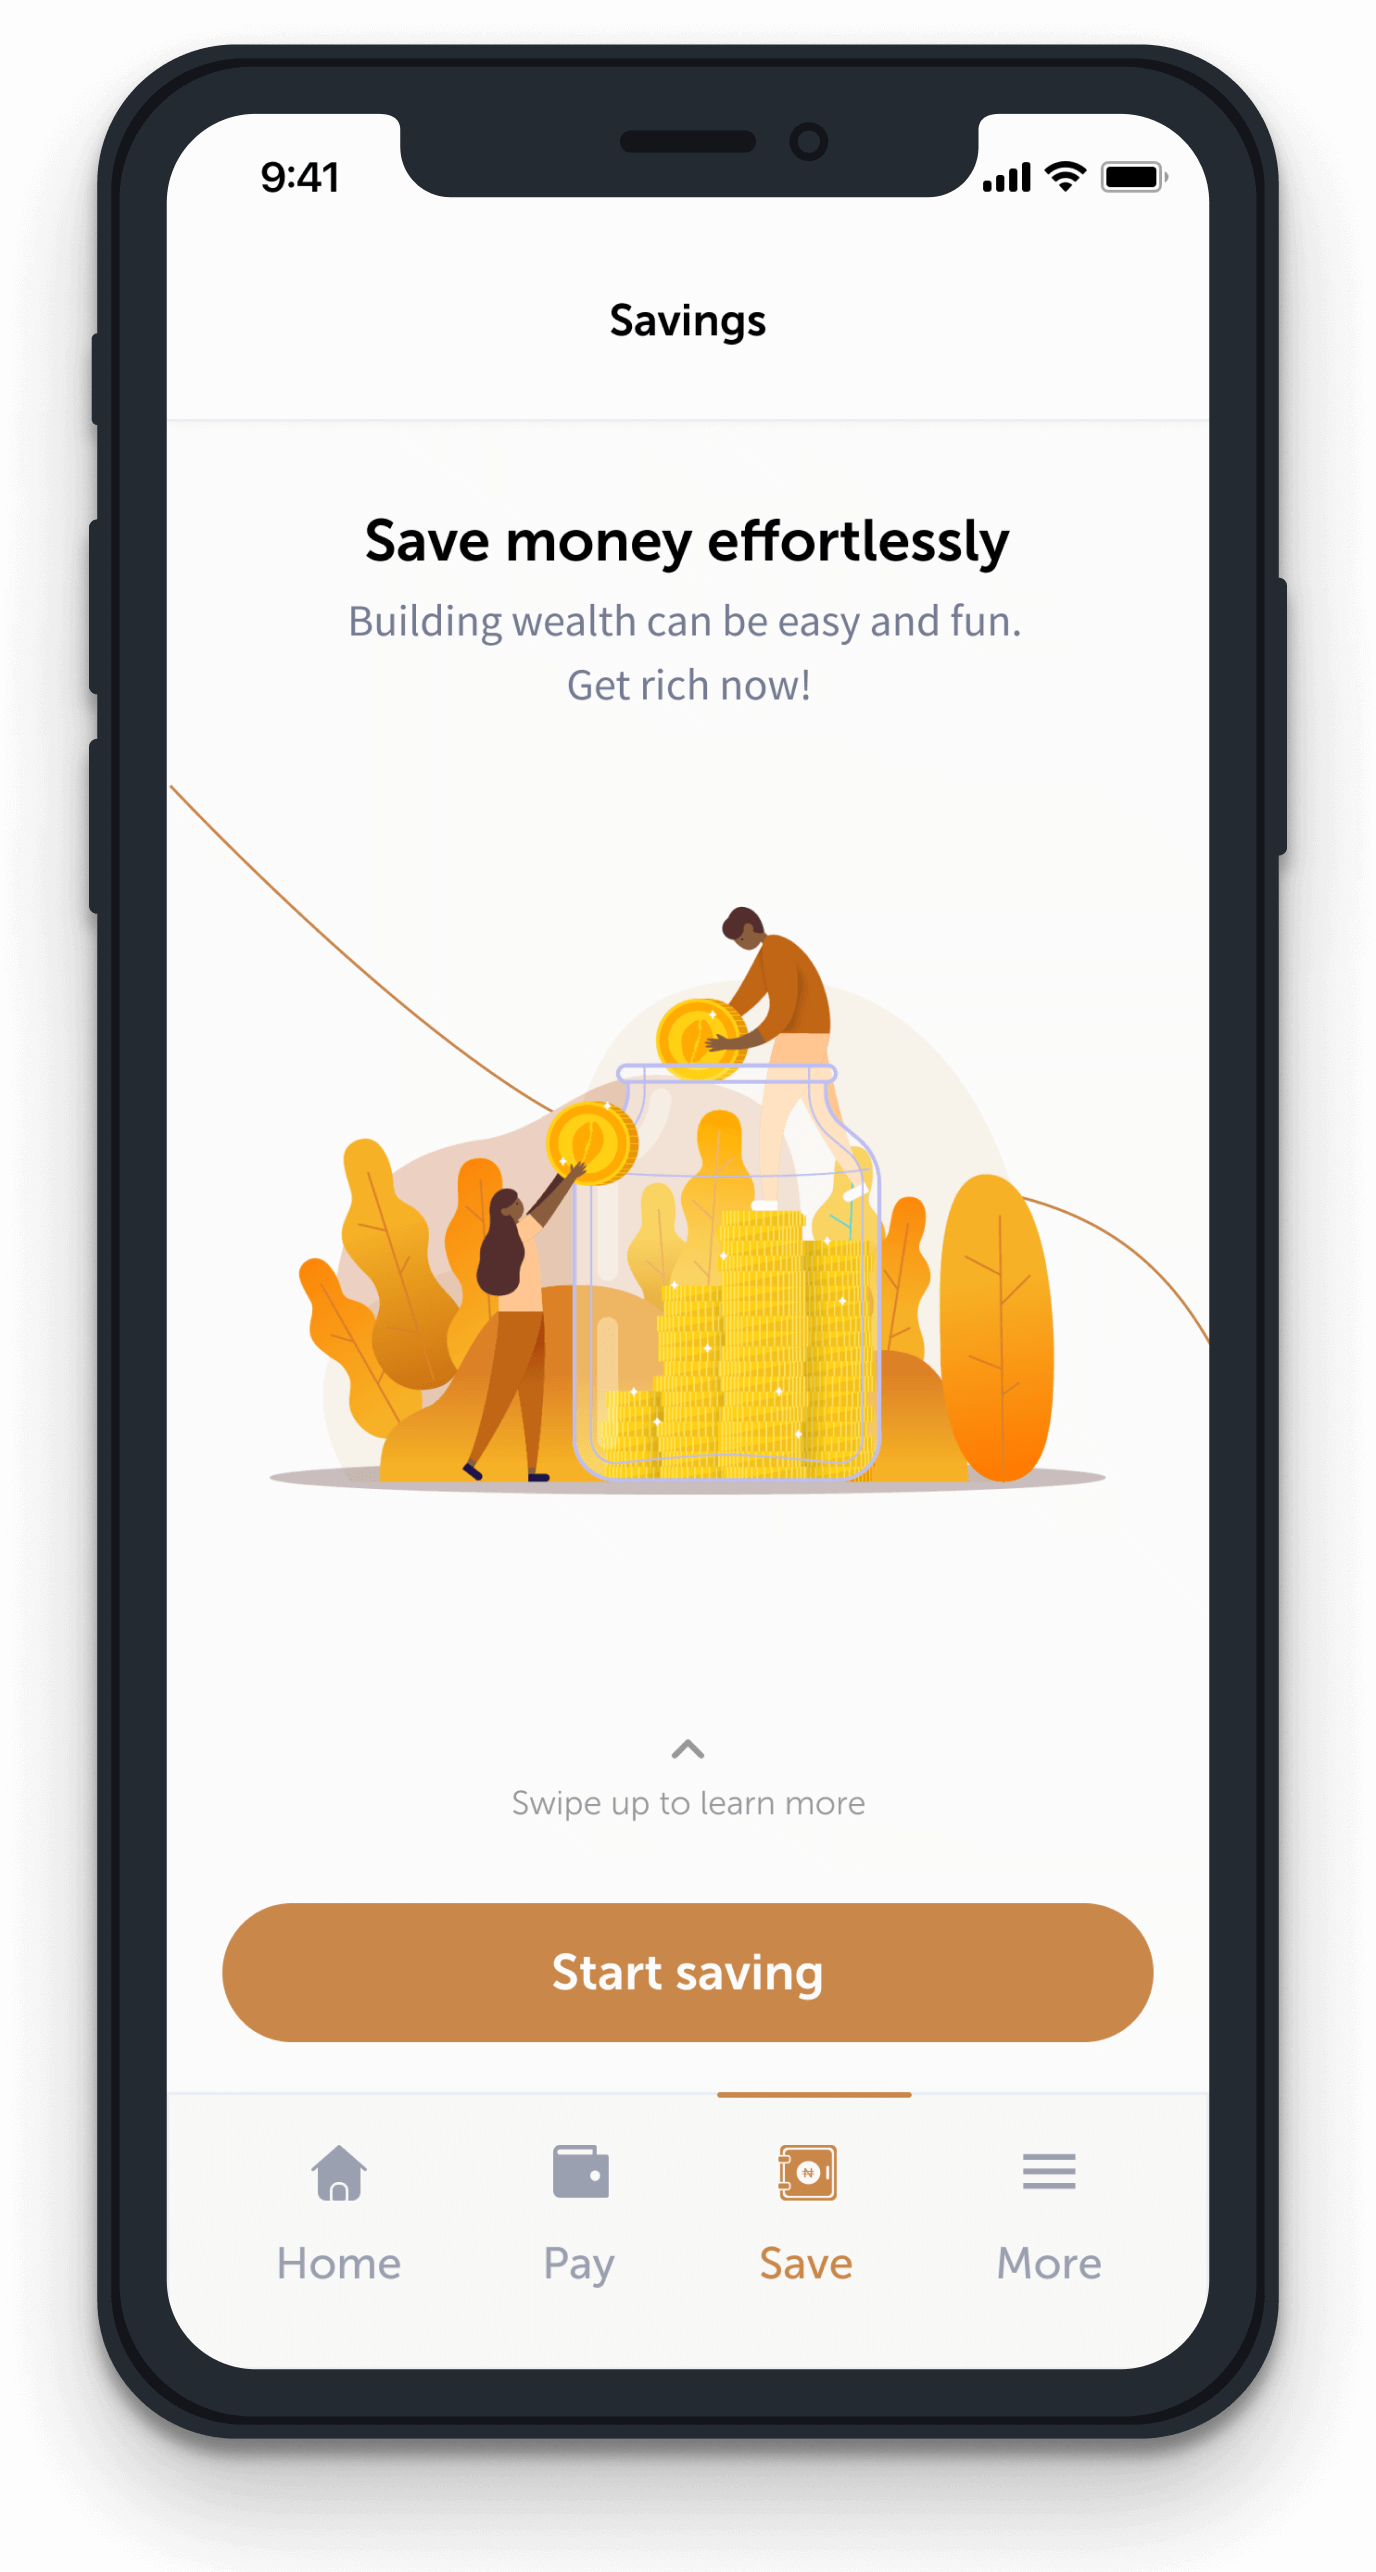 9:41
Savings
Save money effortlessly
Building wealth can be easy and fun.
Get rich now!
Swipe up to learn more
Start saving
₦
Home Pay Save More